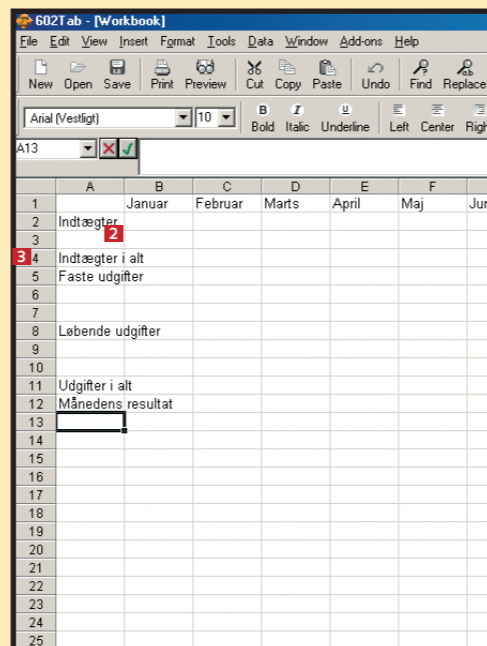 602Tab - [Workbook]
File Edit View Insert Format Tools Data Window Add-ons Help
New Open Save Print Preview Cut Copy Paste Undo Find Replace
Arial (Vestligt) 10 B I U
Bold Italic Underline Left Center Righ
A13
A B C D E F
1 Januar Februar Marts April Maj Jun
2 Indtægter
2
3
3 4 Indtægter i alt
5 Faste udgifter
6
7
8 Løbende udgifter
9
10
11 Udgifter i alt
12 Månedens resultat
13
14
15
16
17
18
19
20
21
22
23
24
25